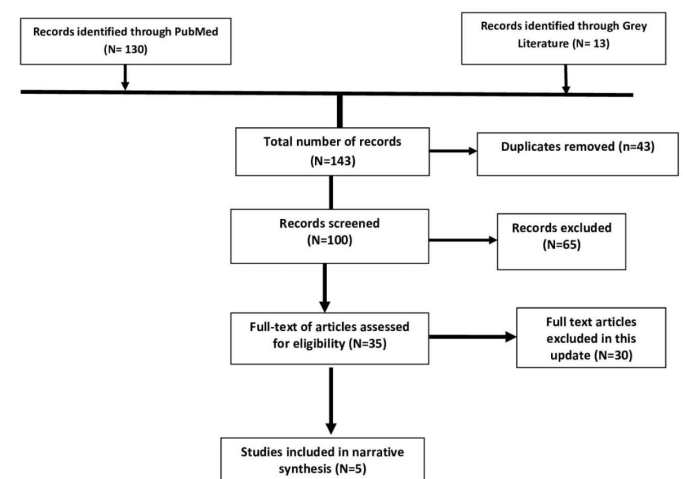 Records identified through PubMed
(N= 130)
Records identified through Grey
Literature (N= 13)
Total number of records
(N=143)
Duplicates removed (n=43)
Records screened
(N=100)
Records excluded
(N=65)
Full-text of articles assessed
for eligibility (N=35)
Full text articles
excluded in this
update (N=30)
Studies included in narrative
synthesis (N=5)